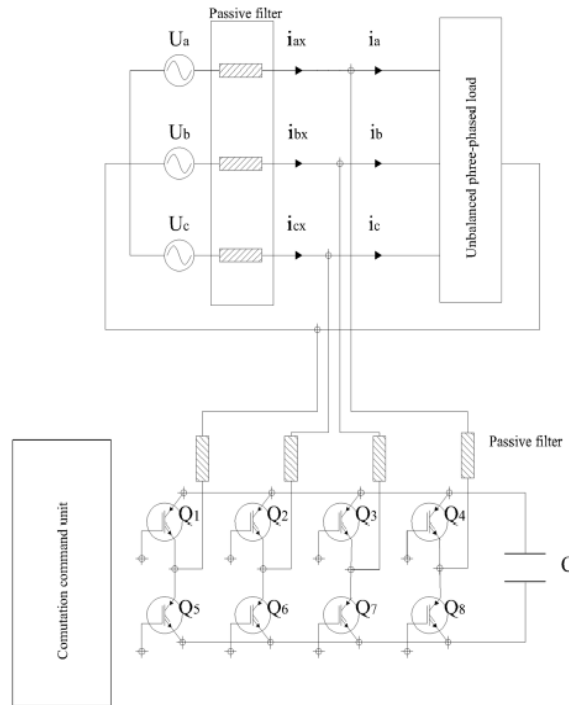 Passive filter
Ua
iax
ia
Ub
ibx
ib
Uc
icx
ic
Unbalanced phree-phased load
Passive filter
Comutation command unit
Q1
Q2
Q3
Q4
C
Q5
Q6
Q7
Q8